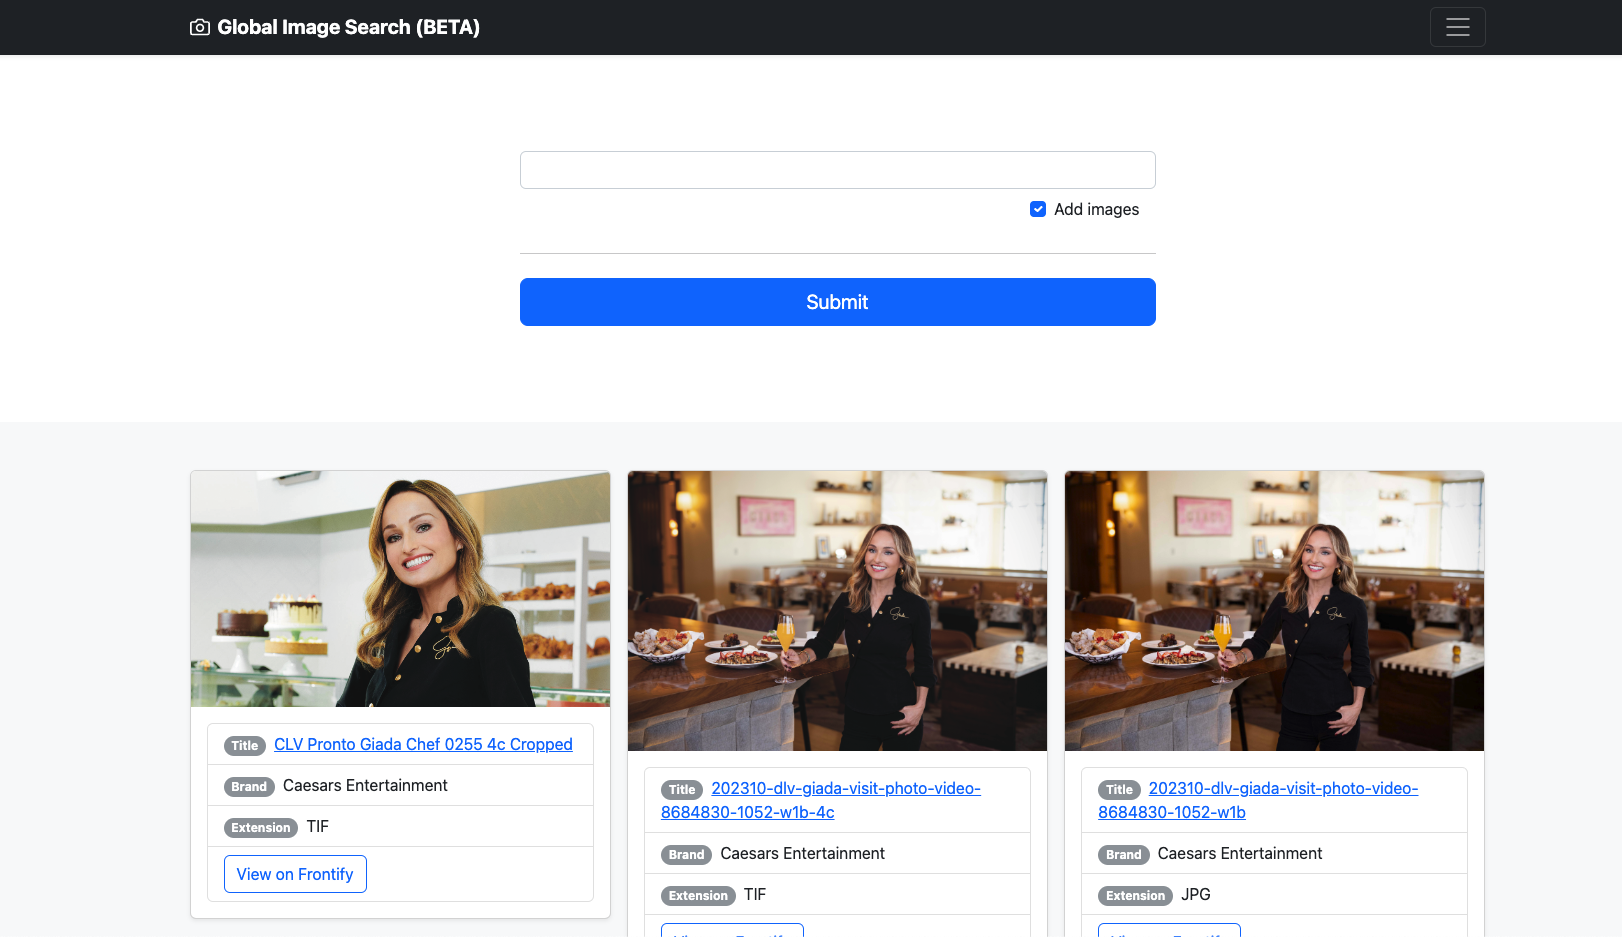 Global Image Search (BETA)
Add images
Submit
Title CLV Pronto Giada Chef 0255 4c Cropped
Brand Caesars Entertainment
Extension TIF
View on Frontify
Title 202310-dlv-giada-visit-photo-video-
8684830-1052-w1b-4c
Brand Caesars Entertainment
Extension TIF
Title 202310-dlv-giada-visit-photo-video-
8684830-1052-w1b
Brand Caesars Entertainment
Extension JPG